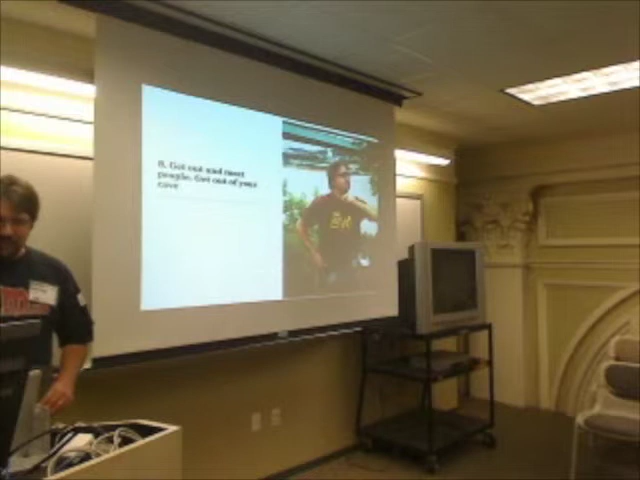 8. Get out and meet
people. Get out of your
cave